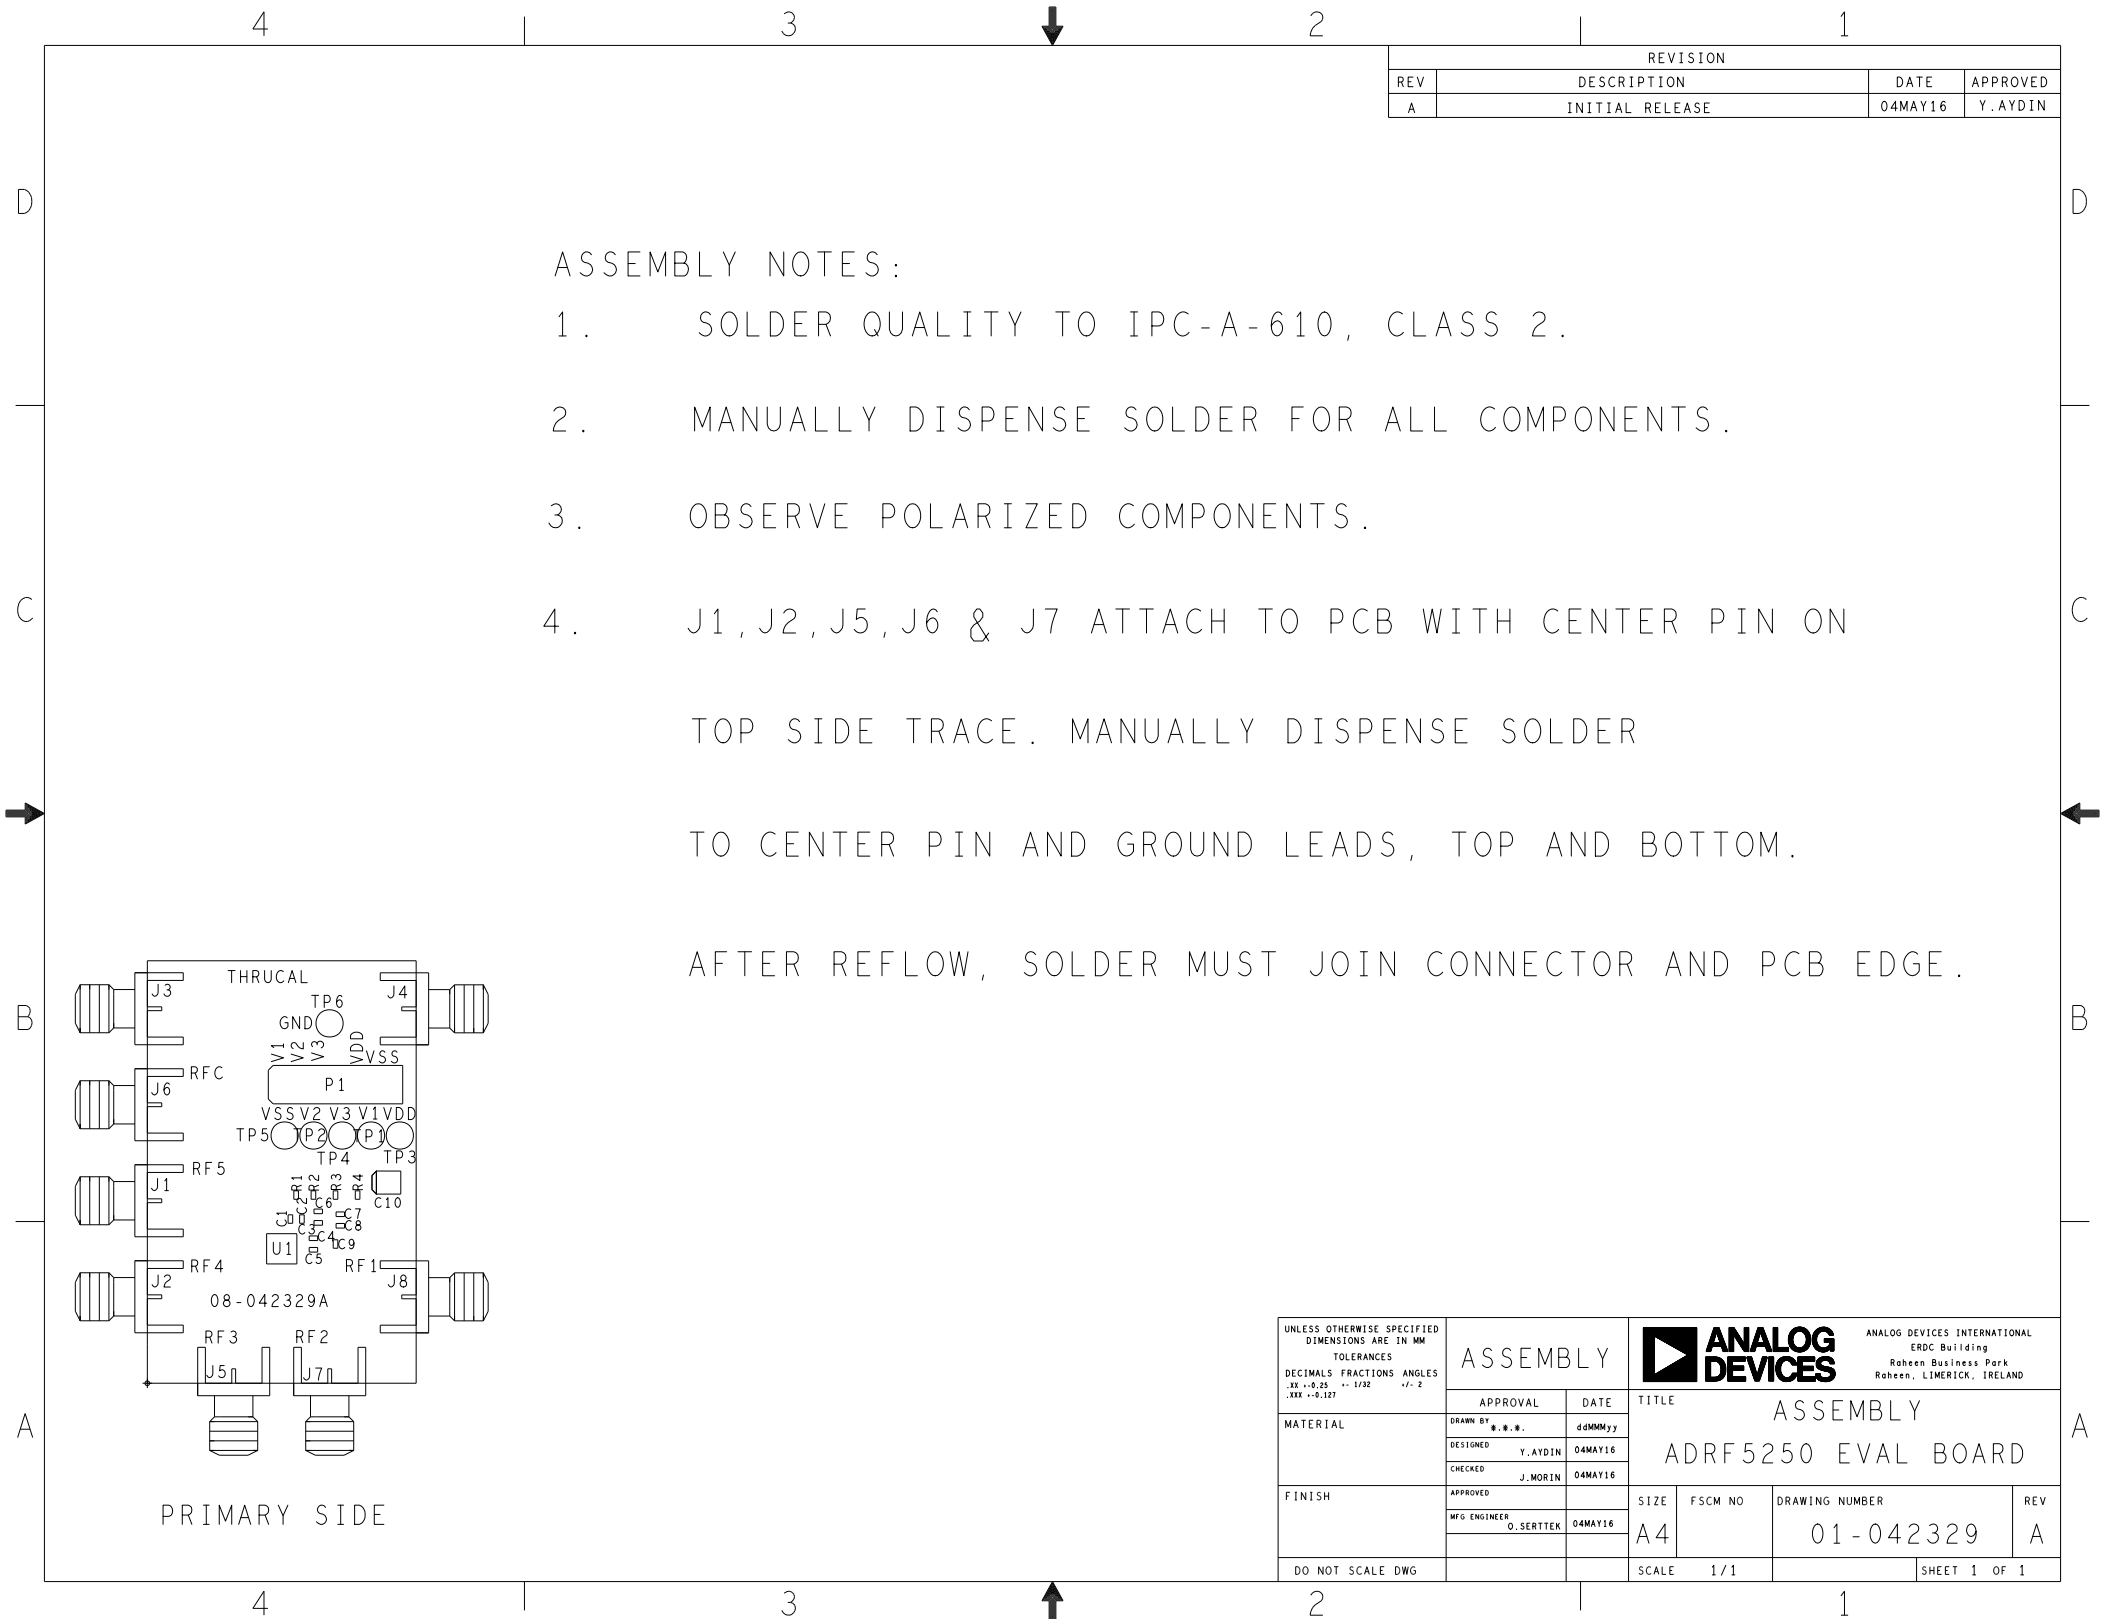 4 3 2 1
REVISION
REV DESCRIPTION DATE APPROVED
A INITIAL RELEASE 04MAY16 Y.AYDIN
D D
ASSEMBLY NOTES:
1. SOLDER QUALITY TO IPC-A-610, CLASS 2.
2. MANUALLY DISPENSE SOLDER FOR ALL COMPONENTS.
3. OBSERVE POLARIZED COMPONENTS.
C C
4. J1,J2,J5,J6 & J7 ATTACH TO PCB WITH CENTER PIN ON
TOP SIDE TRACE. MANUALLY DISPENSE SOLDER
TO CENTER PIN AND GROUND LEADS, TOP AND BOTTOM.
AFTER REFLOW, SOLDER MUST JOIN CONNECTOR AND PCB EDGE.
B B
THRUCAL
J3 J4
TP6
GND
V1 V2 V3 VDD VSS
RFC
J6 P1
VSS V2 V3 V1 VDD
TP5 TP2 TP1
TP4 TP3
RF5
J1 R1 R2 R3 R4
C10
C1 C2 C6
C7
C3 C8
C4
U1 C9
C5
RF4 RF1
J2 J8
08-042329A
RF3 RF2
J5 J7
PRIMARY SIDE
A A
UNLESS OTHERWISE SPECIFIED
DIMENSIONS ARE IN MM
TOLERANCES
DECIMALS FRACTIONS ANGLES
.XX +-0.25 +- 1/32 +/- 2
.XXX +-0.127
MATERIAL
FINISH
DO NOT SCALE DWG
ASSEMBLY
APPROVAL DATE
DRAWN BY *.*.*. ddMMMyy
DESIGNED Y.AYDIN 04MAY16
CHECKED J.MORIN 04MAY16
APPROVED
MFG ENGINEER O.SERTTEK 04MAY16
ANALOG
DEVICES
ANALOG DEVICES INTERNATIONAL
ERDC Building
Raheen Business Park
Raheen, LIMERICK, IRELAND
TITLE
ASSEMBLY
ADRF5250 EVAL BOARD
SIZE FSCM NO DRAWING NUMBER REV
A4 01-042329 A
SCALE 1/1 SHEET 1 OF 1
4 3 2 1